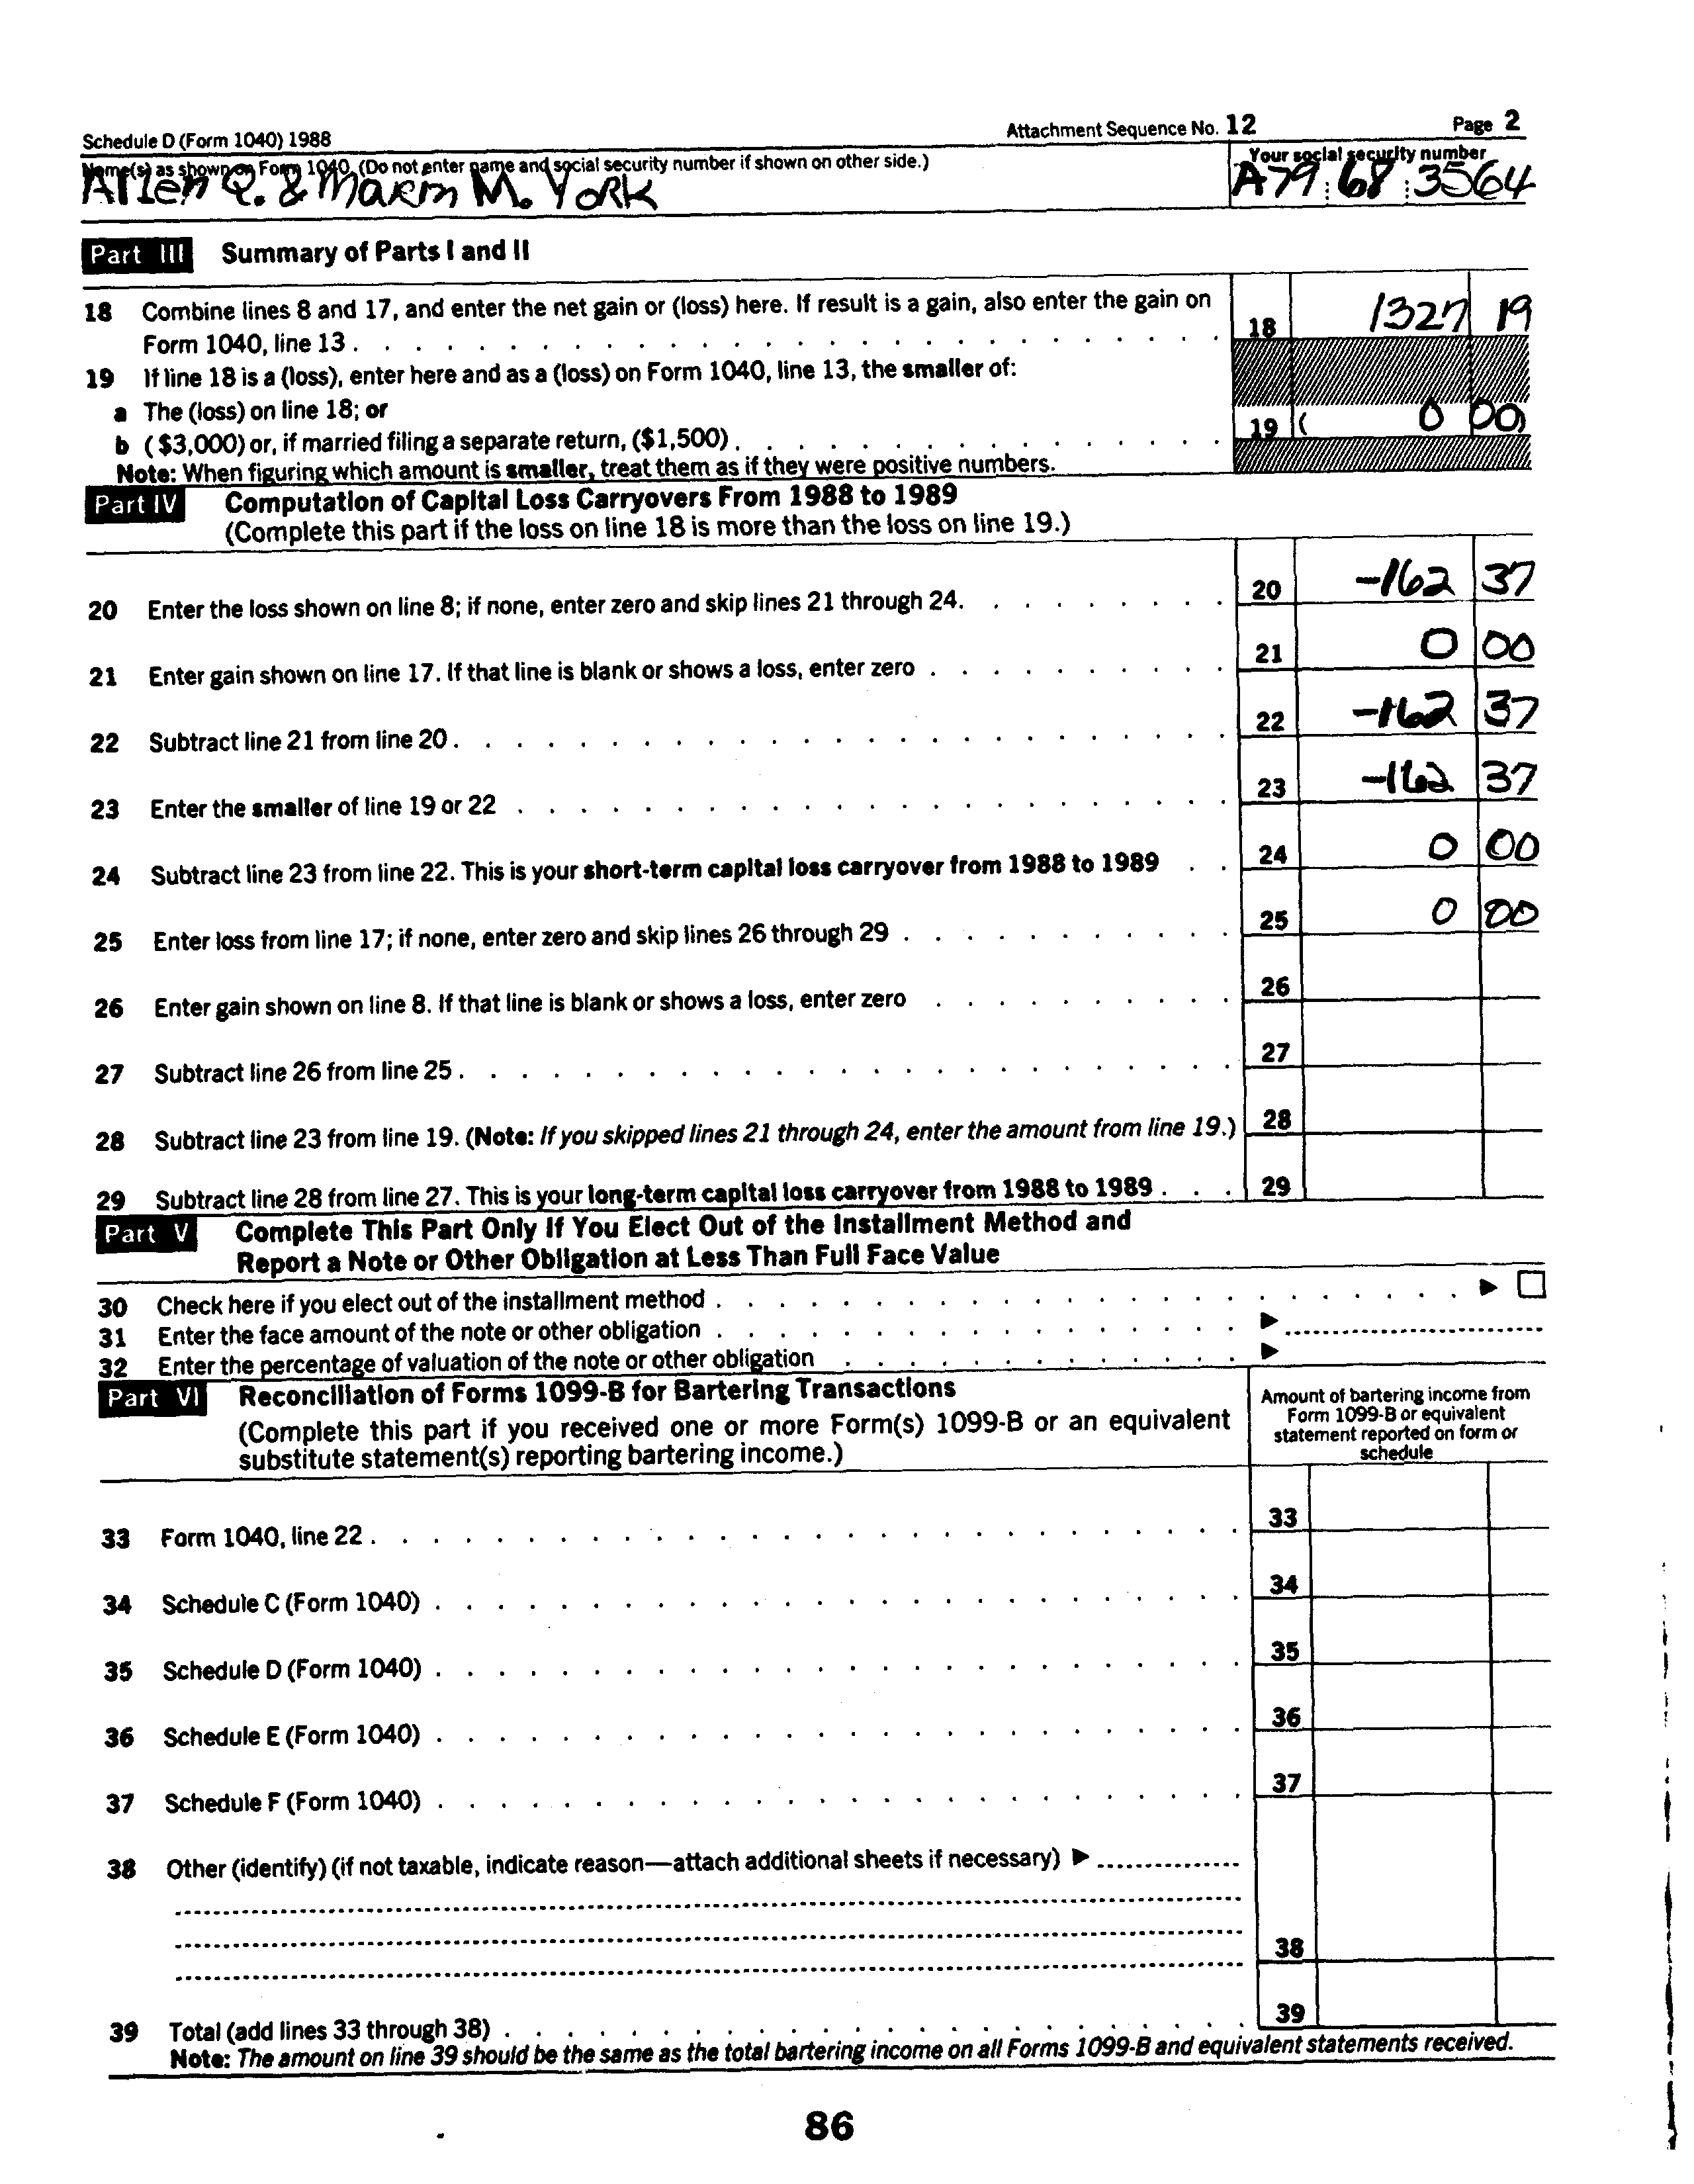 Schedule D (Form 1040) 1988 Attachment Sequence No. 12 Page 2
Name(s) as shown on Form 1040. (Do not enter name and social security number if shown on other side.) Your social security number
Allen Q. & Maren M. York A79 68 3564
Part III Summary of Parts I and II
18 Combine lines 8 and 17, and enter the net gain or (loss) here. If result is a gain, also enter the gain on
Form 1040, line 13 . . . 18 1327 19
19 If line 18 is a (loss), enter here and as a (loss) on Form 1040, line 13, the smaller of:
a The (loss) on line 18; or
b ($3,000) or, if married filing a separate return, ($1,500) . . . 19 ( 0 00)
Note: When figuring which amount is smaller, treat them as if they were positive numbers.
Part IV Computation of Capital Loss Carryovers From 1988 to 1989
(Complete this part if the loss on line 18 is more than the loss on line 19.)
20 Enter the loss shown on line 8; if none, enter zero and skip lines 21 through 24. . . . 20 -162 37
21 Enter gain shown on line 17. If that line is blank or shows a loss, enter zero . . . 21 0 00
22 Subtract line 21 from line 20 . . . 22 -162 37
23 Enter the smaller of line 19 or 22 . . . 23 -162 37
24 Subtract line 23 from line 22. This is your short-term capital loss carryover from 1988 to 1989 . . 24 0 00
25 Enter loss from line 17; if none, enter zero and skip lines 26 through 29 . . . 25 0 00
26 Enter gain shown on line 8. If that line is blank or shows a loss, enter zero . . . 26
27 Subtract line 26 from line 25 . . . 27
28 Subtract line 23 from line 19. (Note: If you skipped lines 21 through 24, enter the amount from line 19.) 28
29 Subtract line 28 from line 27. This is your long-term capital loss carryover from 1988 to 1989 . . . 29
Part V Complete This Part Only If You Elect Out of the Installment Method and
Report a Note or Other Obligation at Less Than Full Face Value
30 Check here if you elect out of the installment method . . . ▶ ☐
31 Enter the face amount of the note or other obligation . . . ▶
32 Enter the percentage of valuation of the note or other obligation . . . ▶
Part VI Reconciliation of Forms 1099-B for Bartering Transactions
(Complete this part if you received one or more Form(s) 1099-B or an equivalent
substitute statement(s) reporting bartering income.)
Amount of bartering income from
Form 1099-B or equivalent
statement reported on form or
schedule
33 Form 1040, line 22 . . . 33
34 Schedule C (Form 1040) . . . 34
35 Schedule D (Form 1040) . . . 35
36 Schedule E (Form 1040) . . . 36
37 Schedule F (Form 1040) . . . 37
38 Other (identify) (if not taxable, indicate reason—attach additional sheets if necessary) ▶
38
39 Total (add lines 33 through 38) . . . 39
Note: The amount on line 39 should be the same as the total bartering income on all Forms 1099-B and equivalent statements received.
86